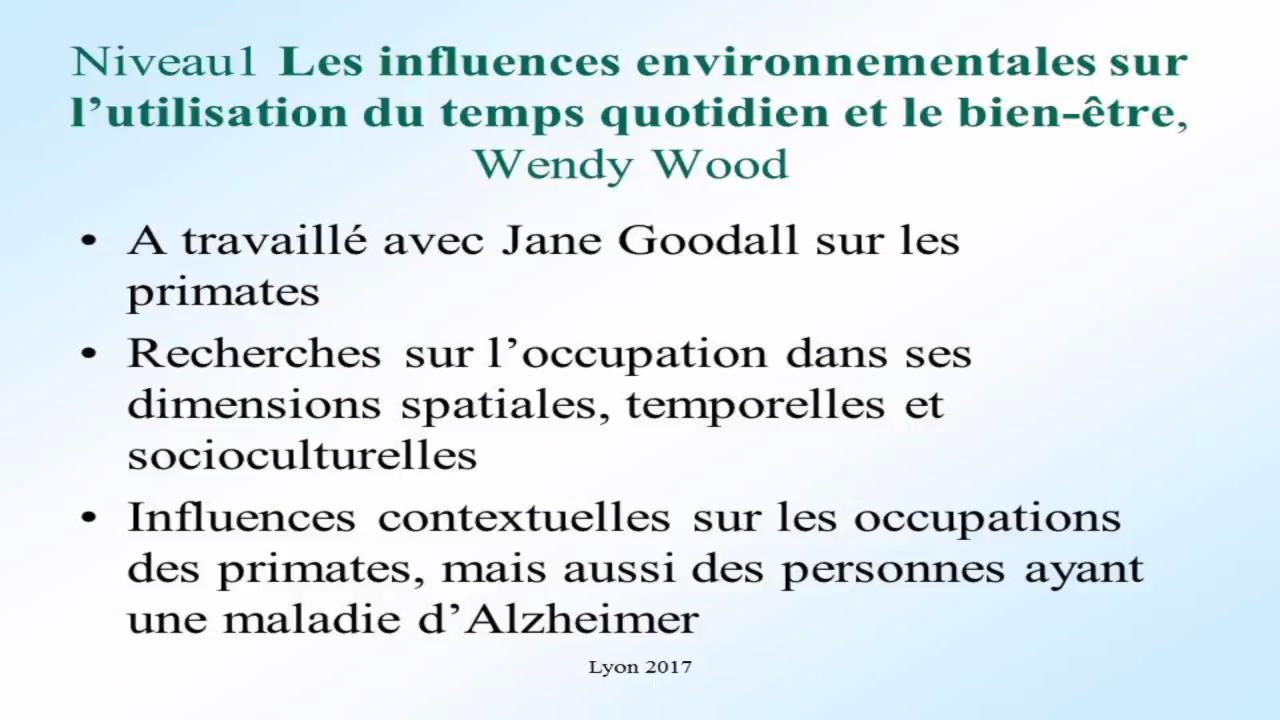 Niveau1 Les influences environnementales sur
l’utilisation du temps quotidien et le bien-être,
Wendy Wood
• A travaillé avec Jane Goodall sur les
primates
• Recherches sur l’occupation dans ses
dimensions spatiales, temporelles et
socioculturelles
• Influences contextuelles sur les occupations
des primates, mais aussi des personnes ayant
une maladie d’Alzheimer
Lyon 2017